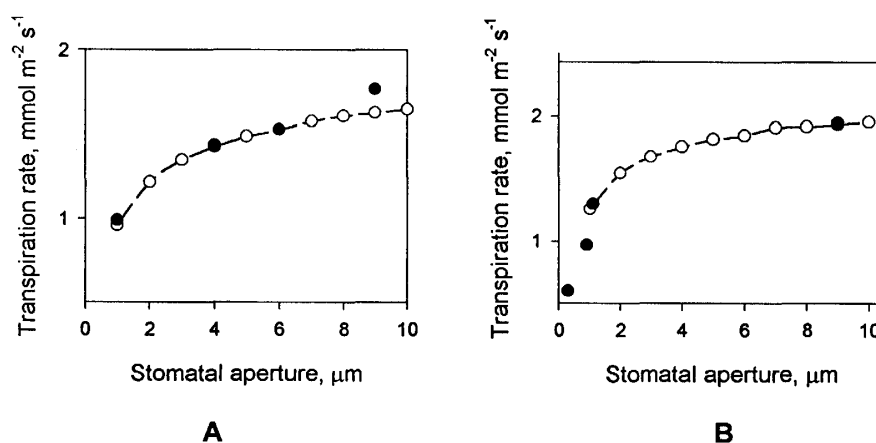 Transpiration rate, mmol m⁻² s⁻¹
2
1
0 2 4 6 8 10
Stomatal aperture, μm
A
Transpiration rate, mmol m⁻² s⁻¹
2
1
0 2 4 6 8 10
Stomatal aperture, μm
B